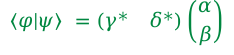 ⟨φ|ψ⟩ = (γ* δ*) (α β)